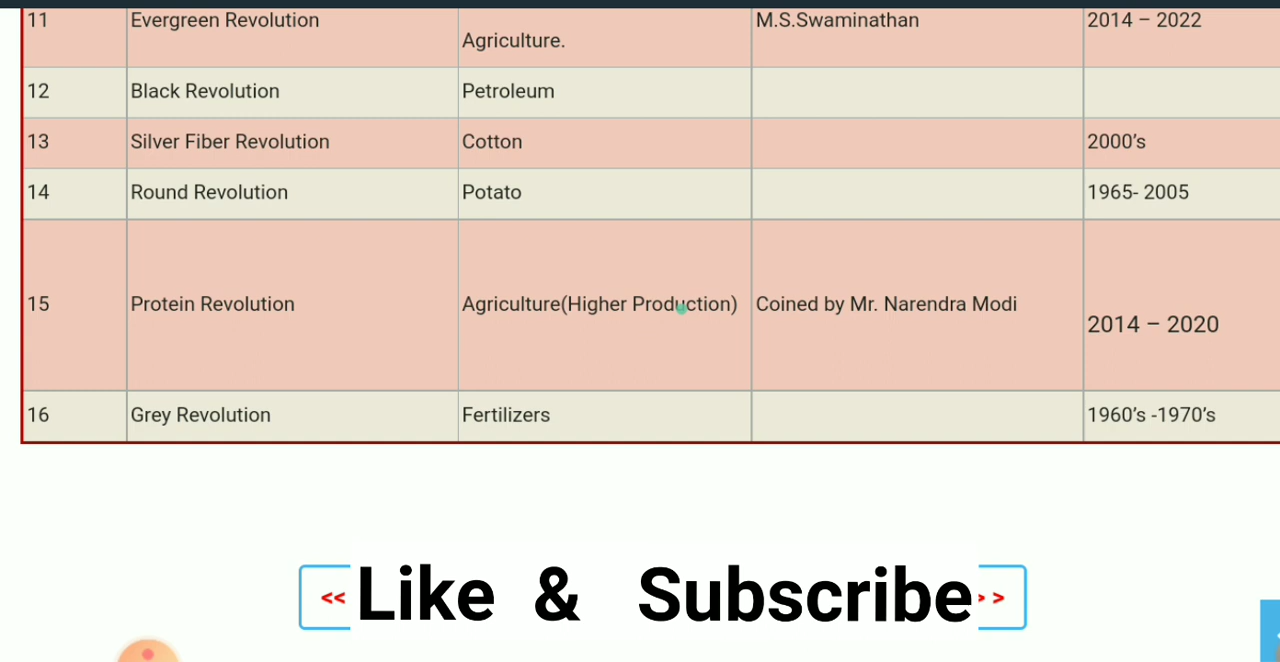 11 Evergreen Revolution Agriculture. M.S.Swaminathan 2014 – 2022
12 Black Revolution Petroleum
13 Silver Fiber Revolution Cotton 2000’s
14 Round Revolution Potato 1965- 2005
15 Protein Revolution Agriculture(Higher Production) Coined by Mr. Narendra Modi 2014 – 2020
16 Grey Revolution Fertilizers 1960’s -1970’s
<< Like & Subscribe >>